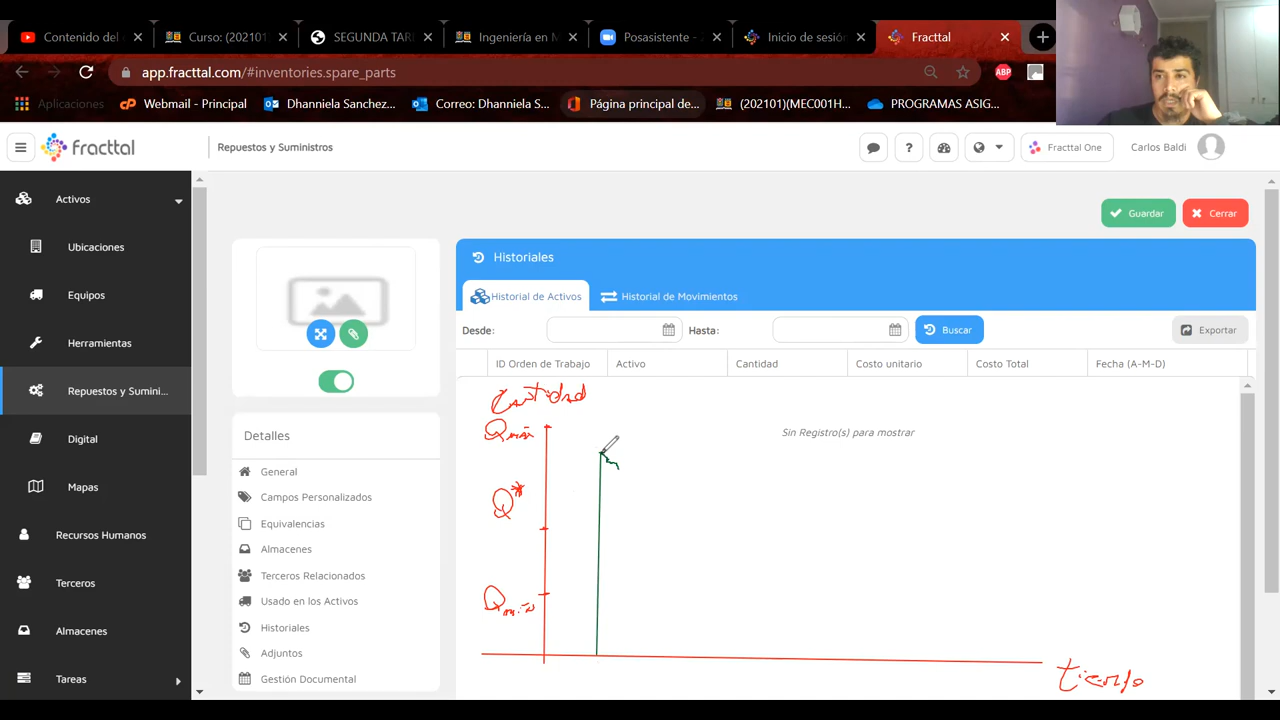 Contenido del
Curso: (202101
SEGUNDA TAR
Ingeniería en M
Posasistente - Z
Inicio de sesión
Fracttal
app.fracttal.com/#inventories.spare_parts
ABP
Aplicaciones
Webmail - Principal
Dhanniela Sanchez...
Correo: Dhanniela S...
Página principal de...
(202101)(MEC001H...
PROGRAMAS ASIG...
fracttal
Repuestos y Suministros
Fracttal One
Carlos Baldi
Activos
Ubicaciones
Equipos
Herramientas
Repuestos y Sumini...
Digital
Mapas
Recursos Humanos
Terceros
Almacenes
Tareas
Guardar
Cerrar
Detalles
General
Campos Personalizados
Equivalencias
Almacenes
Terceros Relacionados
Usado en los Activos
Historiales
Adjuntos
Gestión Documental
Historiales
Historial de Activos
Historial de Movimientos
Desde:
Hasta:
Buscar
Exportar
ID Orden de Trabajo
Activo
Cantidad
Costo unitario
Costo Total
Fecha (A-M-D)
Sin Registro(s) para mostrar
Cantidad
Qmáx
Q*
Qmin
tiempo